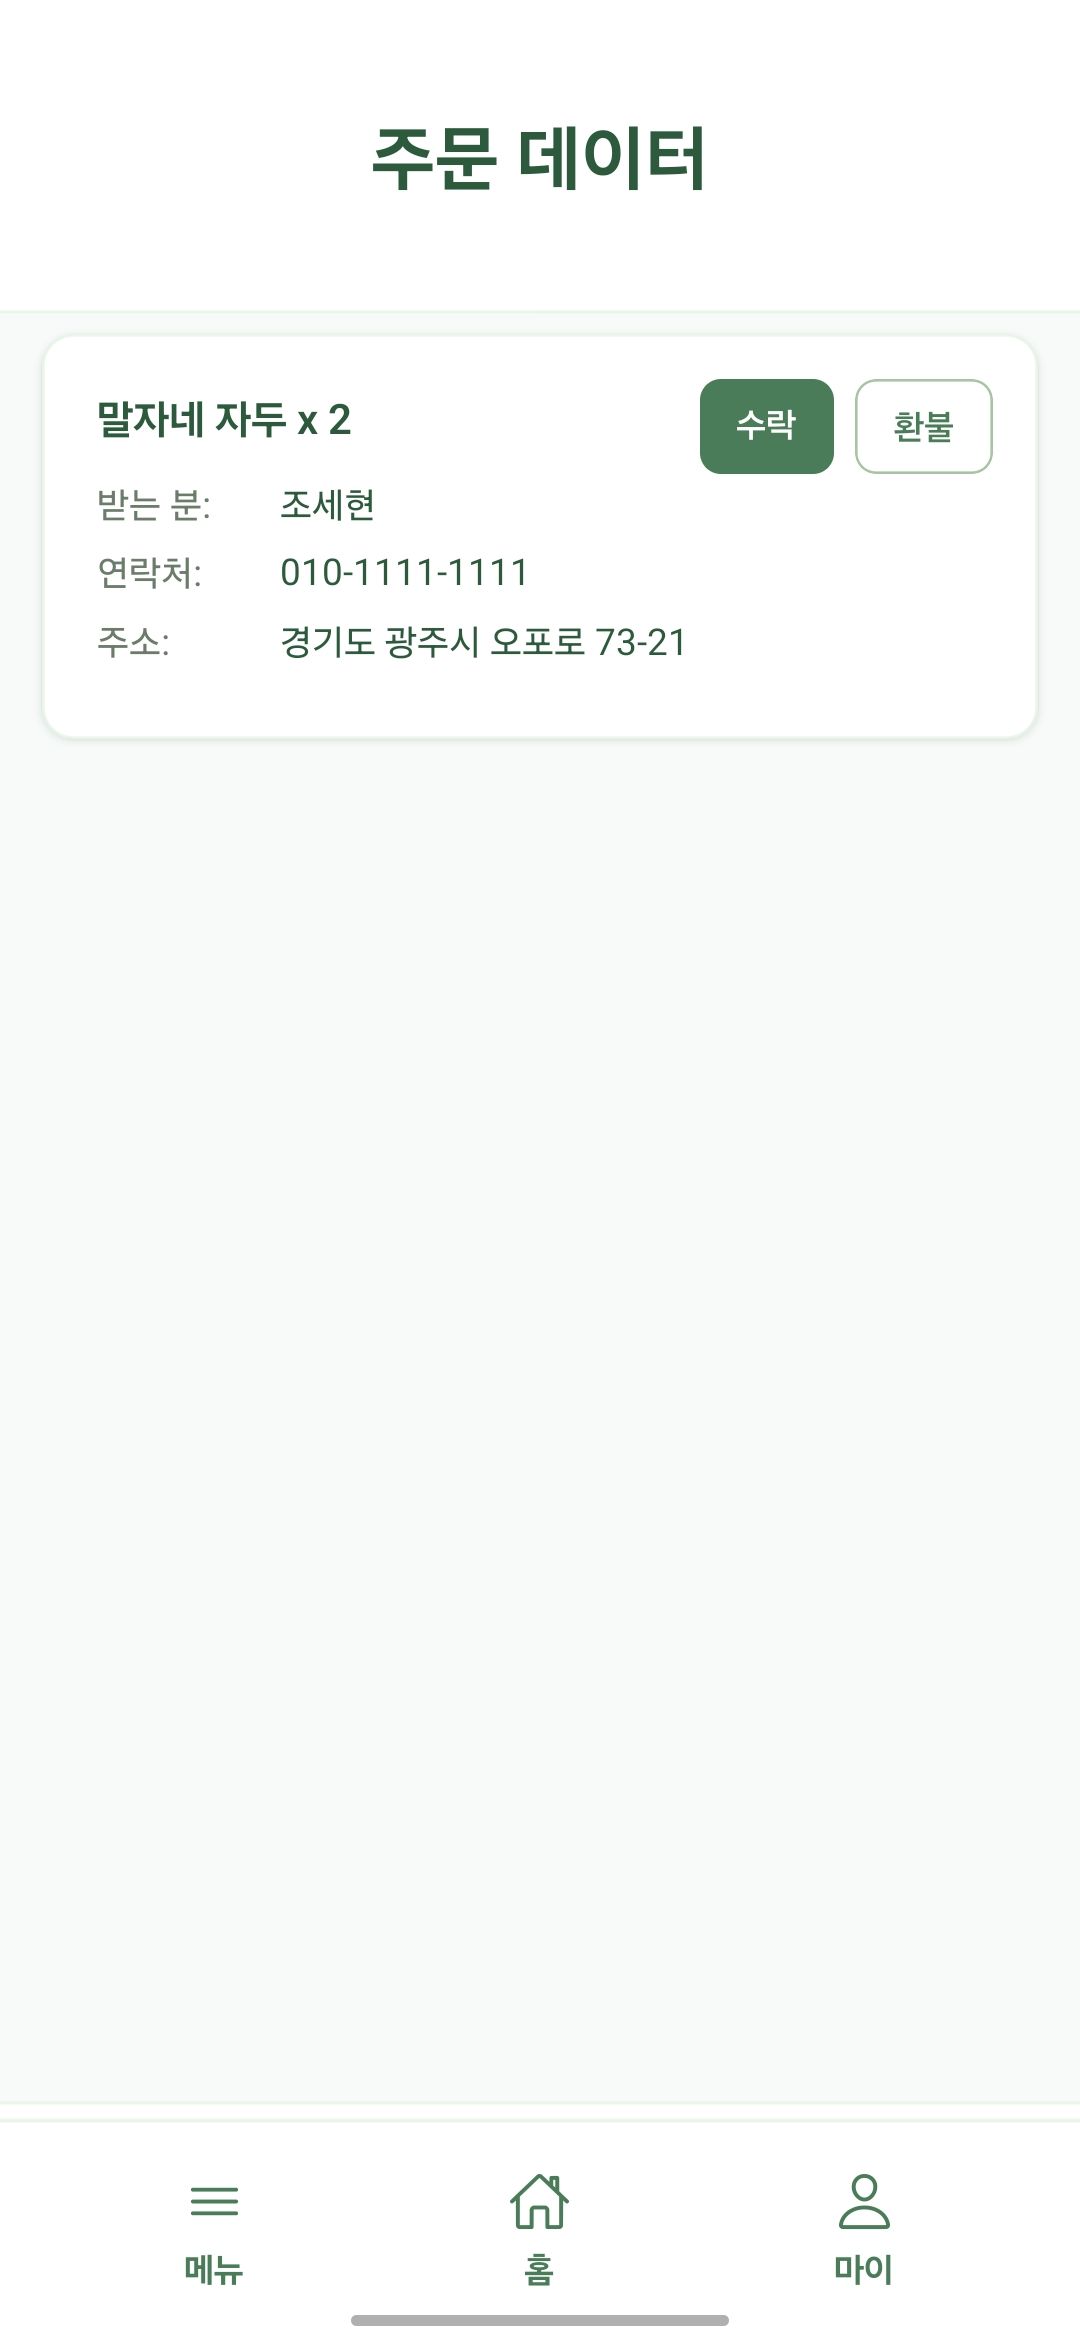 주문 데이터
말자네 자두 x 2
수락
환불
받는 분: 조세현
연락처: 010-1111-1111
주소: 경기도 광주시 오포로 73-21
메뉴
홈
마이